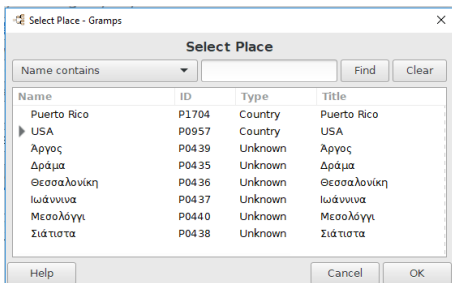 Select Place - Gramps
Select Place
Name contains Find Clear
Name ID Type Title
Puerto Rico P1704 Country Puerto Rico
USA P0957 Country USA
Άργος P0439 Unknown Άργος
Δράμα P0435 Unknown Δράμα
Θεσσαλονίκη P0436 Unknown Θεσσαλονίκη
Ιωάννινα P0437 Unknown Ιωάννινα
Μεσολόγγι P0440 Unknown Μεσολόγγι
Σιάτιστα P0438 Unknown Σιάτιστα
Help Cancel OK